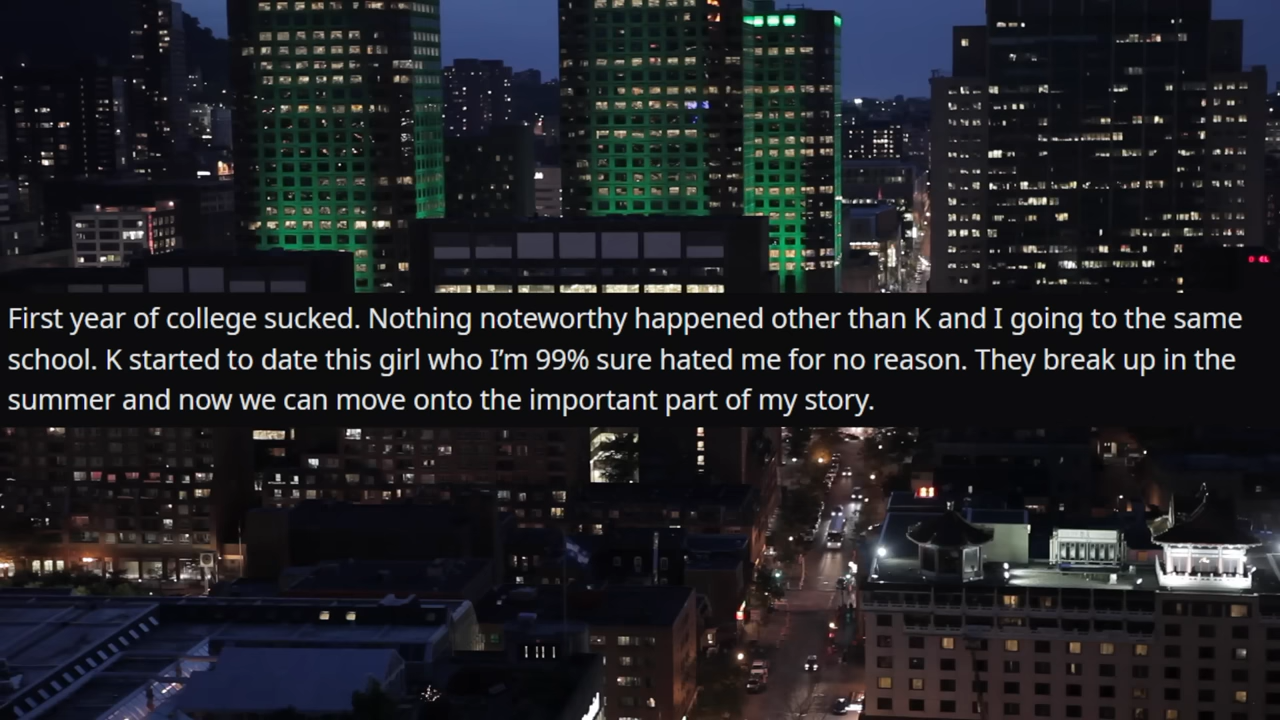 First year of college sucked. Nothing noteworthy happened other than K and I going to the same
school. K started to date this girl who I’m 99% sure hated me for no reason. They break up in the
summer and now we can move onto the important part of my story.